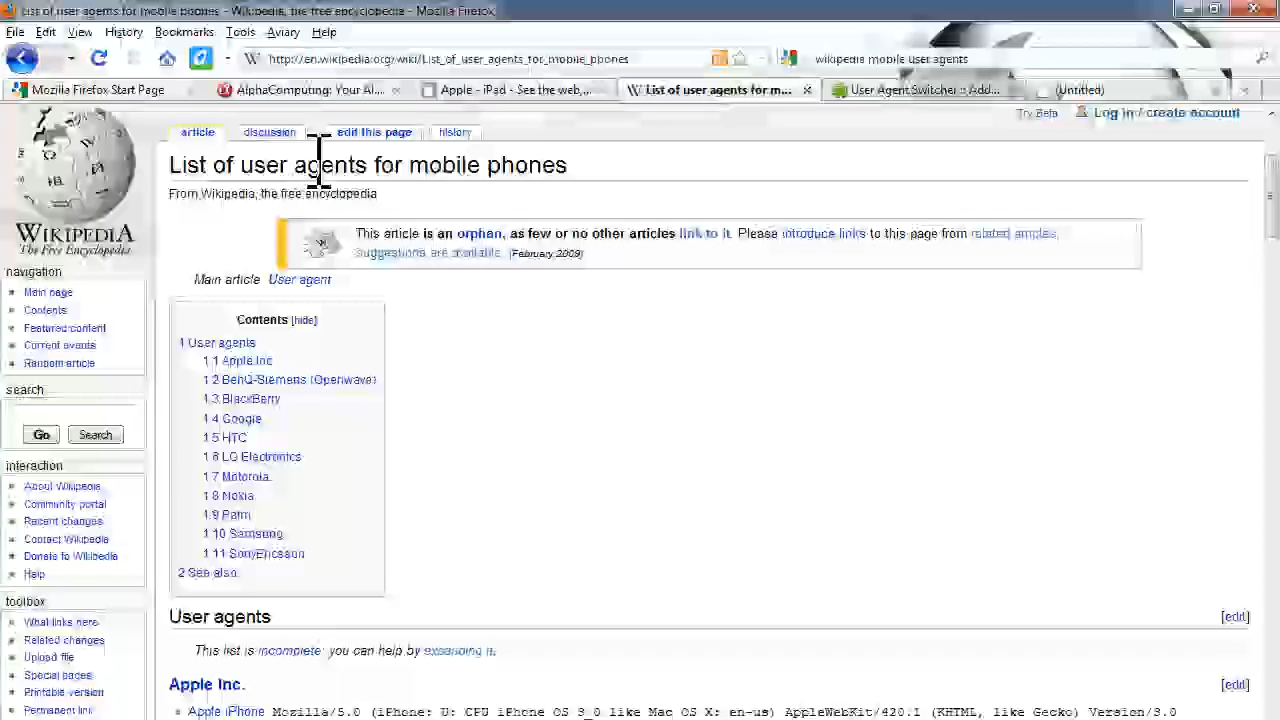 List of user agents for mobile phones - Wikipedia, the free encyclopedia - Mozilla Firefox
File Edit View History Bookmarks Tools Aviary Help
http://en.wikipedia.org/wiki/List_of_user_agents_for_mobile_phones
wikipedia mobile user agents
Mozilla Firefox Start Page
AlphaComputing: Your Al...
Apple - iPad - See the web,...
List of user agents for m...
User Agent Switcher :: Add...
(Untitled)
Try Beta Log in / create account
article discussion edit this page history
List of user agents for mobile phones
From Wikipedia, the free encyclopedia
This article is an orphan, as few or no other articles link to it. Please introduce links to this page from related articles;
suggestions are available. (February 2009)
Main article: User agent
WIKIPEDIA
The Free Encyclopedia
navigation
Main page
Contents
Featured content
Current events
Random article
search
Go Search
interaction
About Wikipedia
Community portal
Recent changes
Contact Wikipedia
Donate to Wikipedia
Help
toolbox
What links here
Related changes
Upload file
Special pages
Printable version
Permanent link
Contents [hide]
1 User agents
1.1 Apple Inc.
1.2 BenQ-Siemens (Openwave)
1.3 BlackBerry
1.4 Google
1.5 HTC
1.6 LG Electronics
1.7 Motorola
1.8 Nokia
1.9 Palm
1.10 Samsung
1.11 SonyEricsson
2 See also
User agents [edit]
This list is incomplete; you can help by expanding it.
Apple Inc. [edit]
Apple iPhone Mozilla/5.0 (iPhone; U; CPU iPhone OS 3_0 like Mac OS X; en-us) AppleWebKit/420.1 (KHTML, like Gecko) Version/3.0